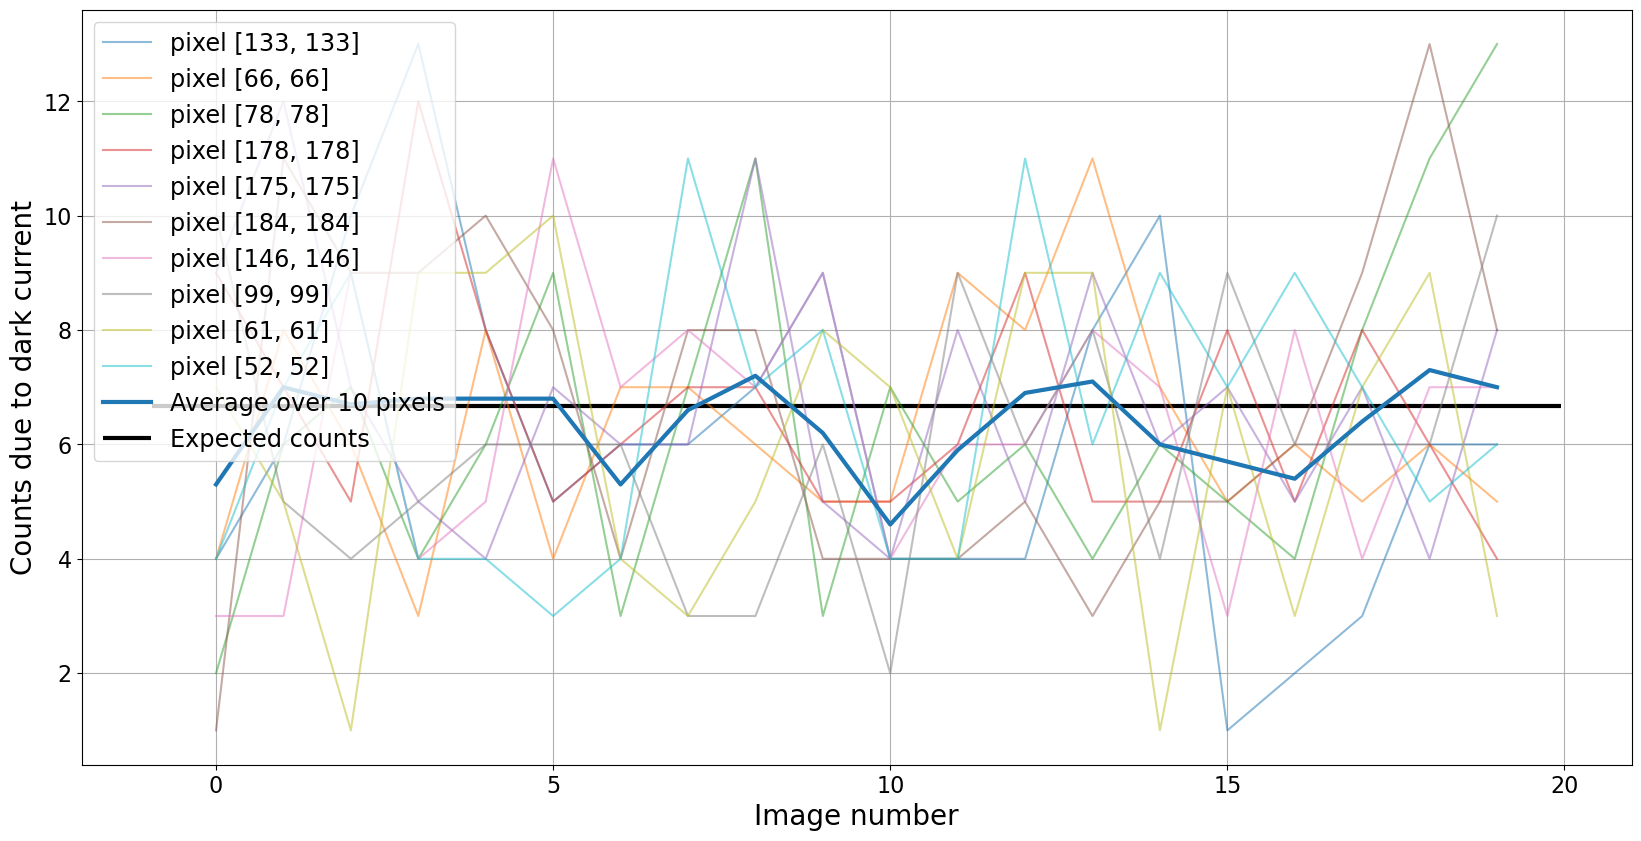 pixel [133, 133]
pixel [66, 66]
pixel [78, 78]
pixel [178, 178]
pixel [175, 175]
pixel [184, 184]
pixel [146, 146]
pixel [99, 99]
pixel [61, 61]
pixel [52, 52]
Average over 10 pixels
Expected counts
Counts due to dark current
12
10
8
6
4
2
0 5 10 15 20
Image number